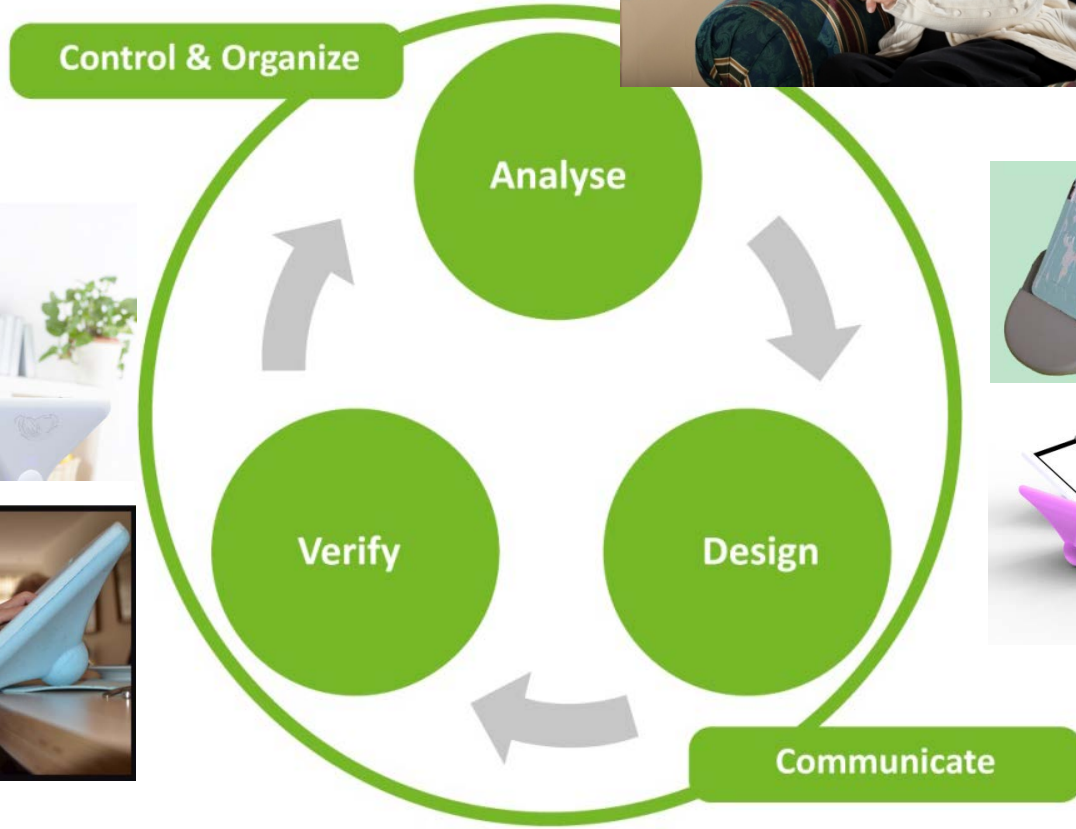 Control & Organize
Analyse
Verify
Design
Communicate